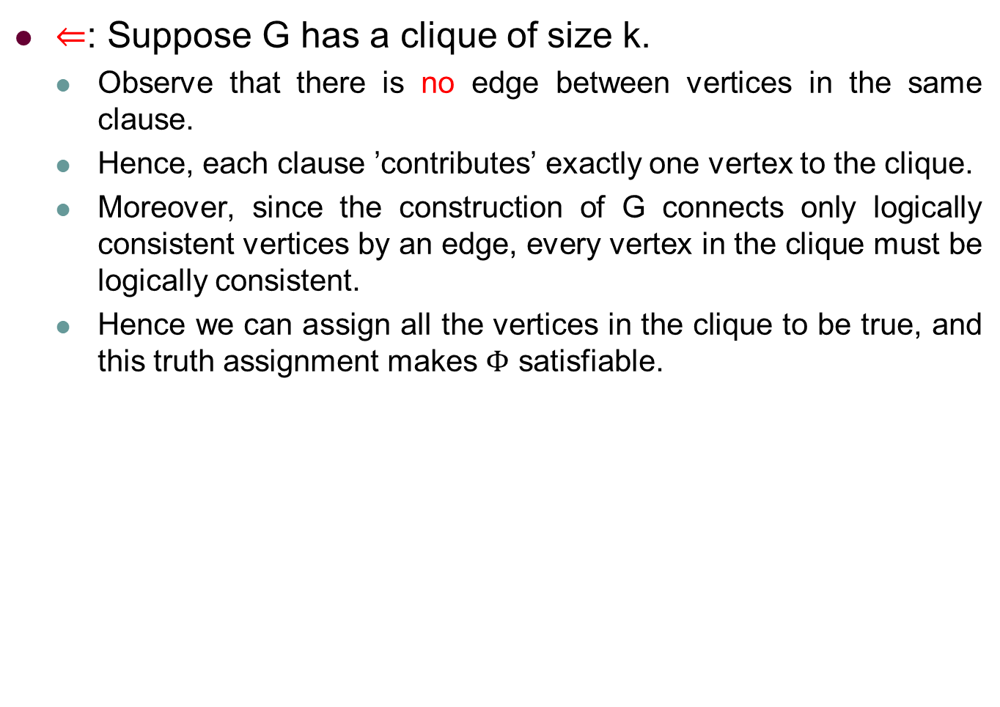 ⇐: Suppose G has a clique of size k.
Observe that there is no edge between vertices in the same
clause.
Hence, each clause ’contributes’ exactly one vertex to the clique.
Moreover, since the construction of G connects only logically
consistent vertices by an edge, every vertex in the clique must be
logically consistent.
Hence we can assign all the vertices in the clique to be true, and
this truth assignment makes Φ satisfiable.